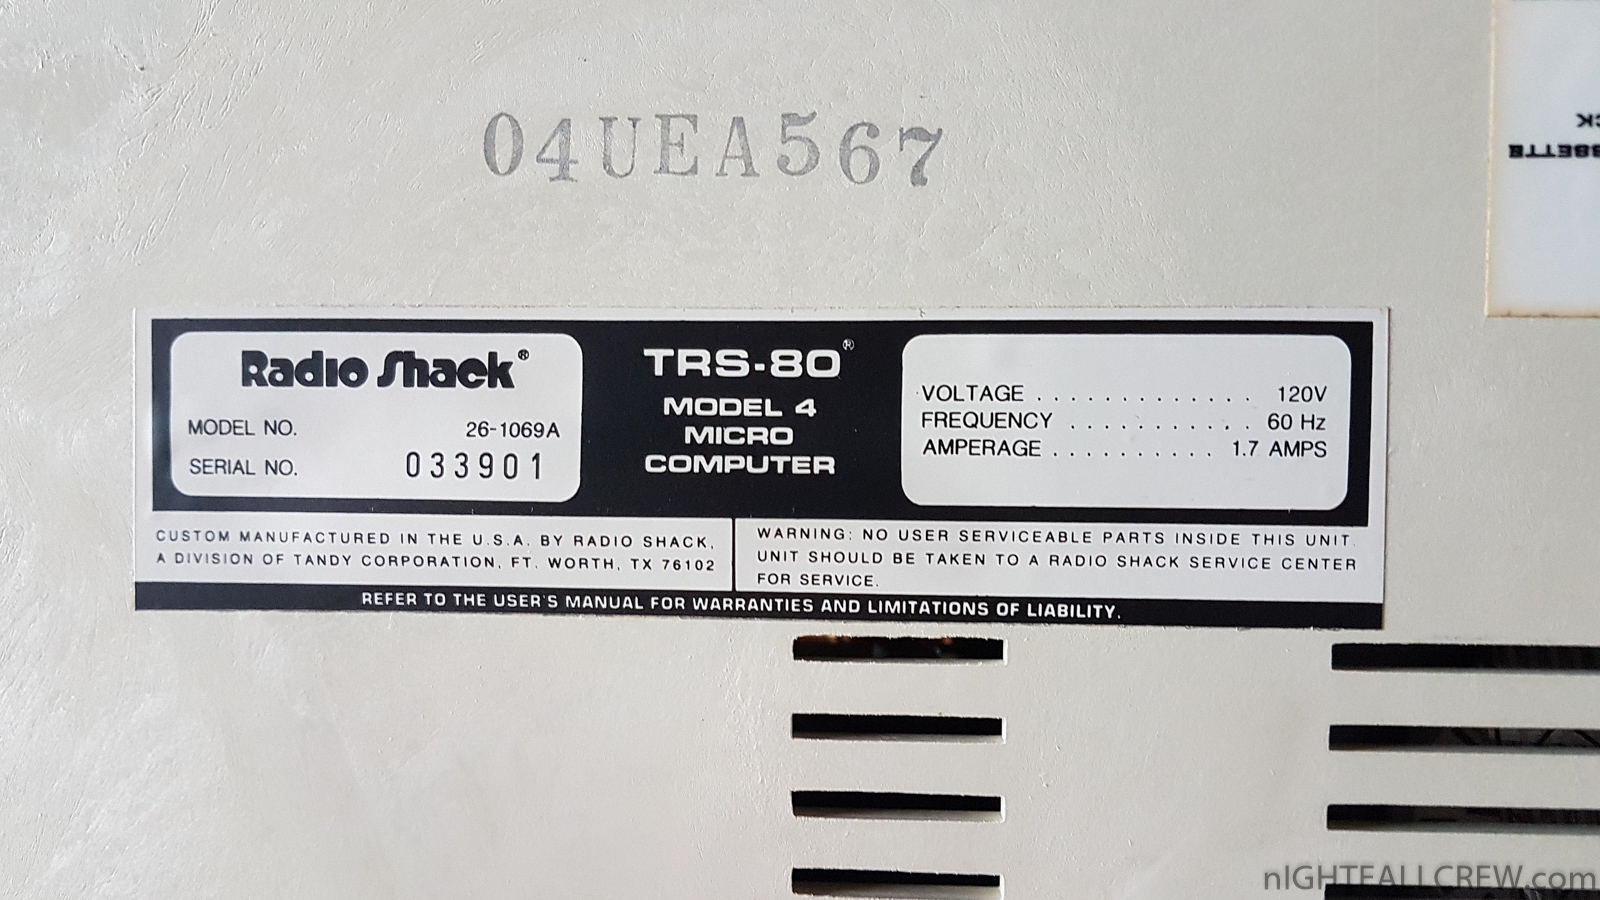 04UEA567
CK
SSETTE
Radio Shack®
MODEL NO. 26-1069A
SERIAL NO. 033901
TRS-80®
MODEL 4
MICRO
COMPUTER
VOLTAGE . . . . . . . . . . . . . 120V
FREQUENCY . . . . . . . . . . . 60 Hz
AMPERAGE . . . . . . . . . . 1.7 AMPS
CUSTOM MANUFACTURED IN THE U.S.A. BY RADIO SHACK,
A DIVISION OF TANDY CORPORATION, FT. WORTH, TX 76102
WARNING: NO USER SERVICEABLE PARTS INSIDE THIS UNIT.
UNIT SHOULD BE TAKEN TO A RADIO SHACK SERVICE CENTER
FOR SERVICE.
REFER TO THE USER'S MANUAL FOR WARRANTIES AND LIMITATIONS OF LIABILITY.
nIGHTFALLCREW.com